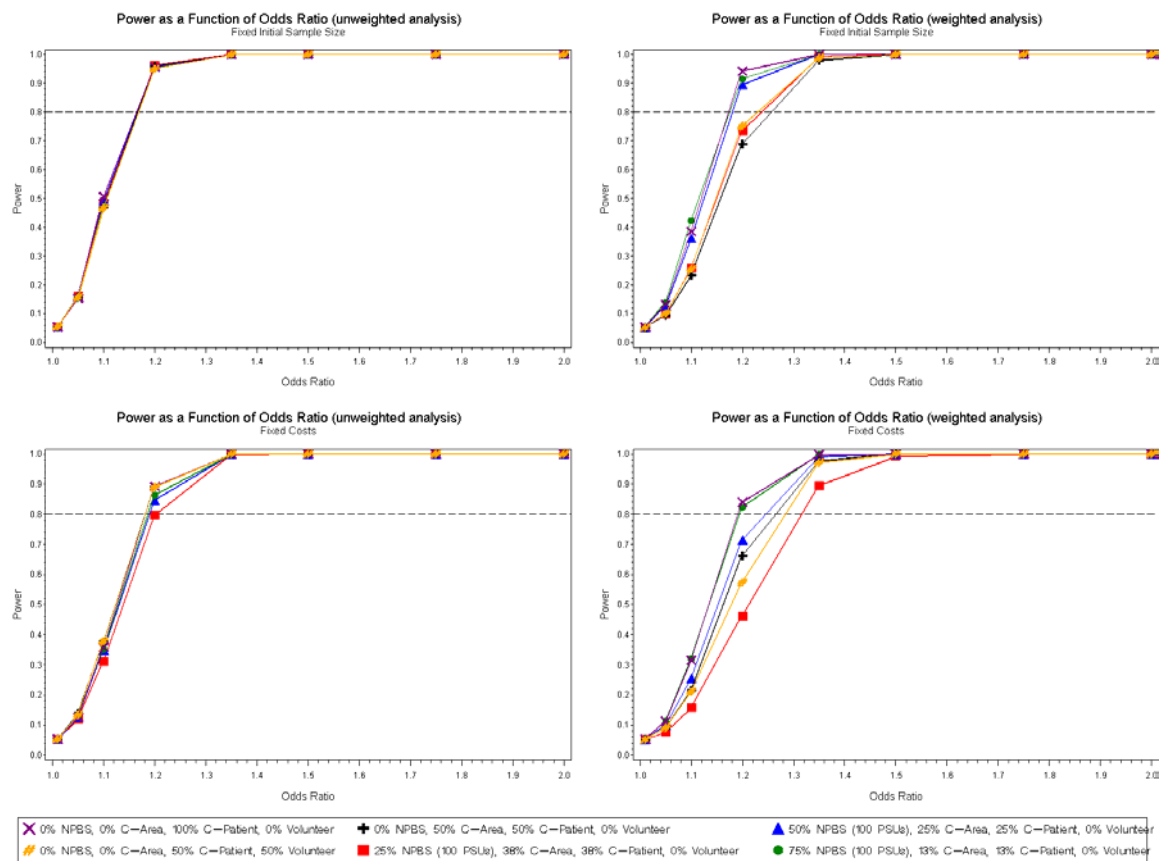 Power as a Function of Odds Ratio (unweighted analysis)
Fixed Initial Sample Size
1.0
0.9
0.8
0.7
0.6
0.5
0.4
0.3
0.2
0.1
0.0
Power
1.0 1.1 1.2 1.3 1.4 1.5 1.6 1.7 1.8 1.9 2.0
Odds Ratio
Power as a Function of Odds Ratio (weighted analysis)
Fixed Initial Sample Size
1.0
0.9
0.8
0.7
0.6
0.5
0.4
0.3
0.2
0.1
0.0
Power
1.0 1.1 1.2 1.3 1.4 1.5 1.6 1.7 1.8 1.9 2.0
Odds Ratio
Power as a Function of Odds Ratio (unweighted analysis)
Fixed Costs
1.0
0.9
0.8
0.7
0.6
0.5
0.4
0.3
0.2
0.1
0.0
Power
1.0 1.1 1.2 1.3 1.4 1.5 1.6 1.7 1.8 1.9 2.0
Odds Ratio
Power as a Function of Odds Ratio (weighted analysis)
Fixed Costs
1.0
0.9
0.8
0.7
0.6
0.5
0.4
0.3
0.2
0.1
0.0
Power
1.0 1.1 1.2 1.3 1.4 1.5 1.6 1.7 1.8 1.9 2.0
Odds Ratio
0% NPBS, 0% C-Area, 100% C-Patient, 0% Volunteer
0% NPBS, 50% C-Area, 50% C-Patient, 0% Volunteer
50% NPBS (100 PSUs), 25% C-Area, 25% C-Patient, 0% Volunteer
0% NPBS, 0% C-Area, 50% C-Patient, 50% Volunteer
25% NPBS (100 PSUs), 38% C-Area, 38% C-Patient, 0% Volunteer
75% NPBS (100 PSUs), 13% C-Area, 13% C-Patient, 0% Volunteer